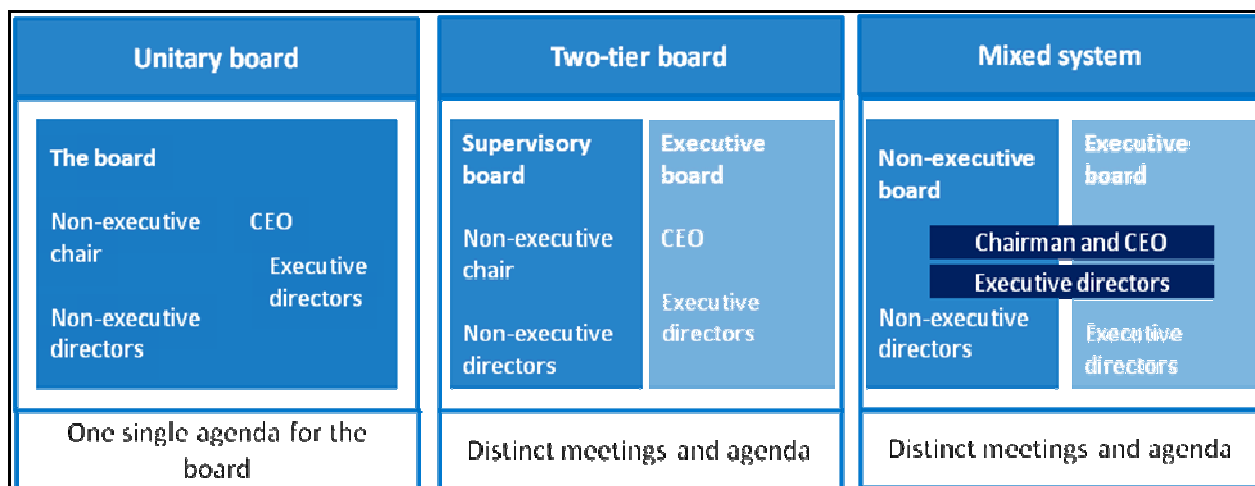 Unitary board
The board
Non-executive
chair
Non-executive
directors
CEO
Executive
directors
One single agenda for the
board
Two-tier board
Supervisory
board
Non-executive
chair
Non-executive
directors
Executive
board
CEO
Executive
directors
Distinct meetings and agenda
Mixed system
Non-executive
board
Executive
board
Chairman and CEO
Executive directors
Non-executive
directors
Executive
directors
Distinct meetings and agenda